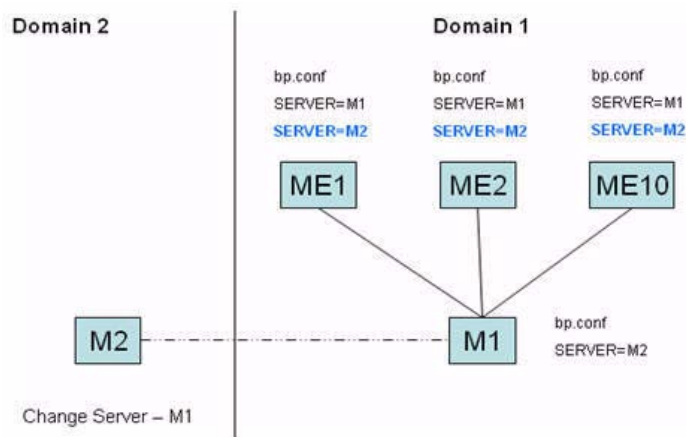 Domain 2
Domain 1
bp.conf
SERVER=M1
SERVER=M2
bp.conf
SERVER=M1
SERVER=M2
bp.conf
SERVER=M1
SERVER=M2
ME1
ME2
ME10
M2
M1
bp.conf
SERVER=M2
Change Server – M1